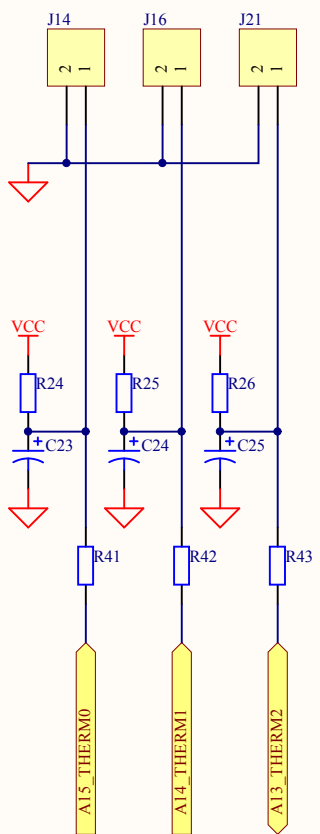 J14 J16 J21
2 1 2 1 2 1
VCC VCC VCC
R24 R25 R26
+ C23 + C24 + C25
R41 R42 R43
A15_THERM0
A14_THERM1
A13_THERM2